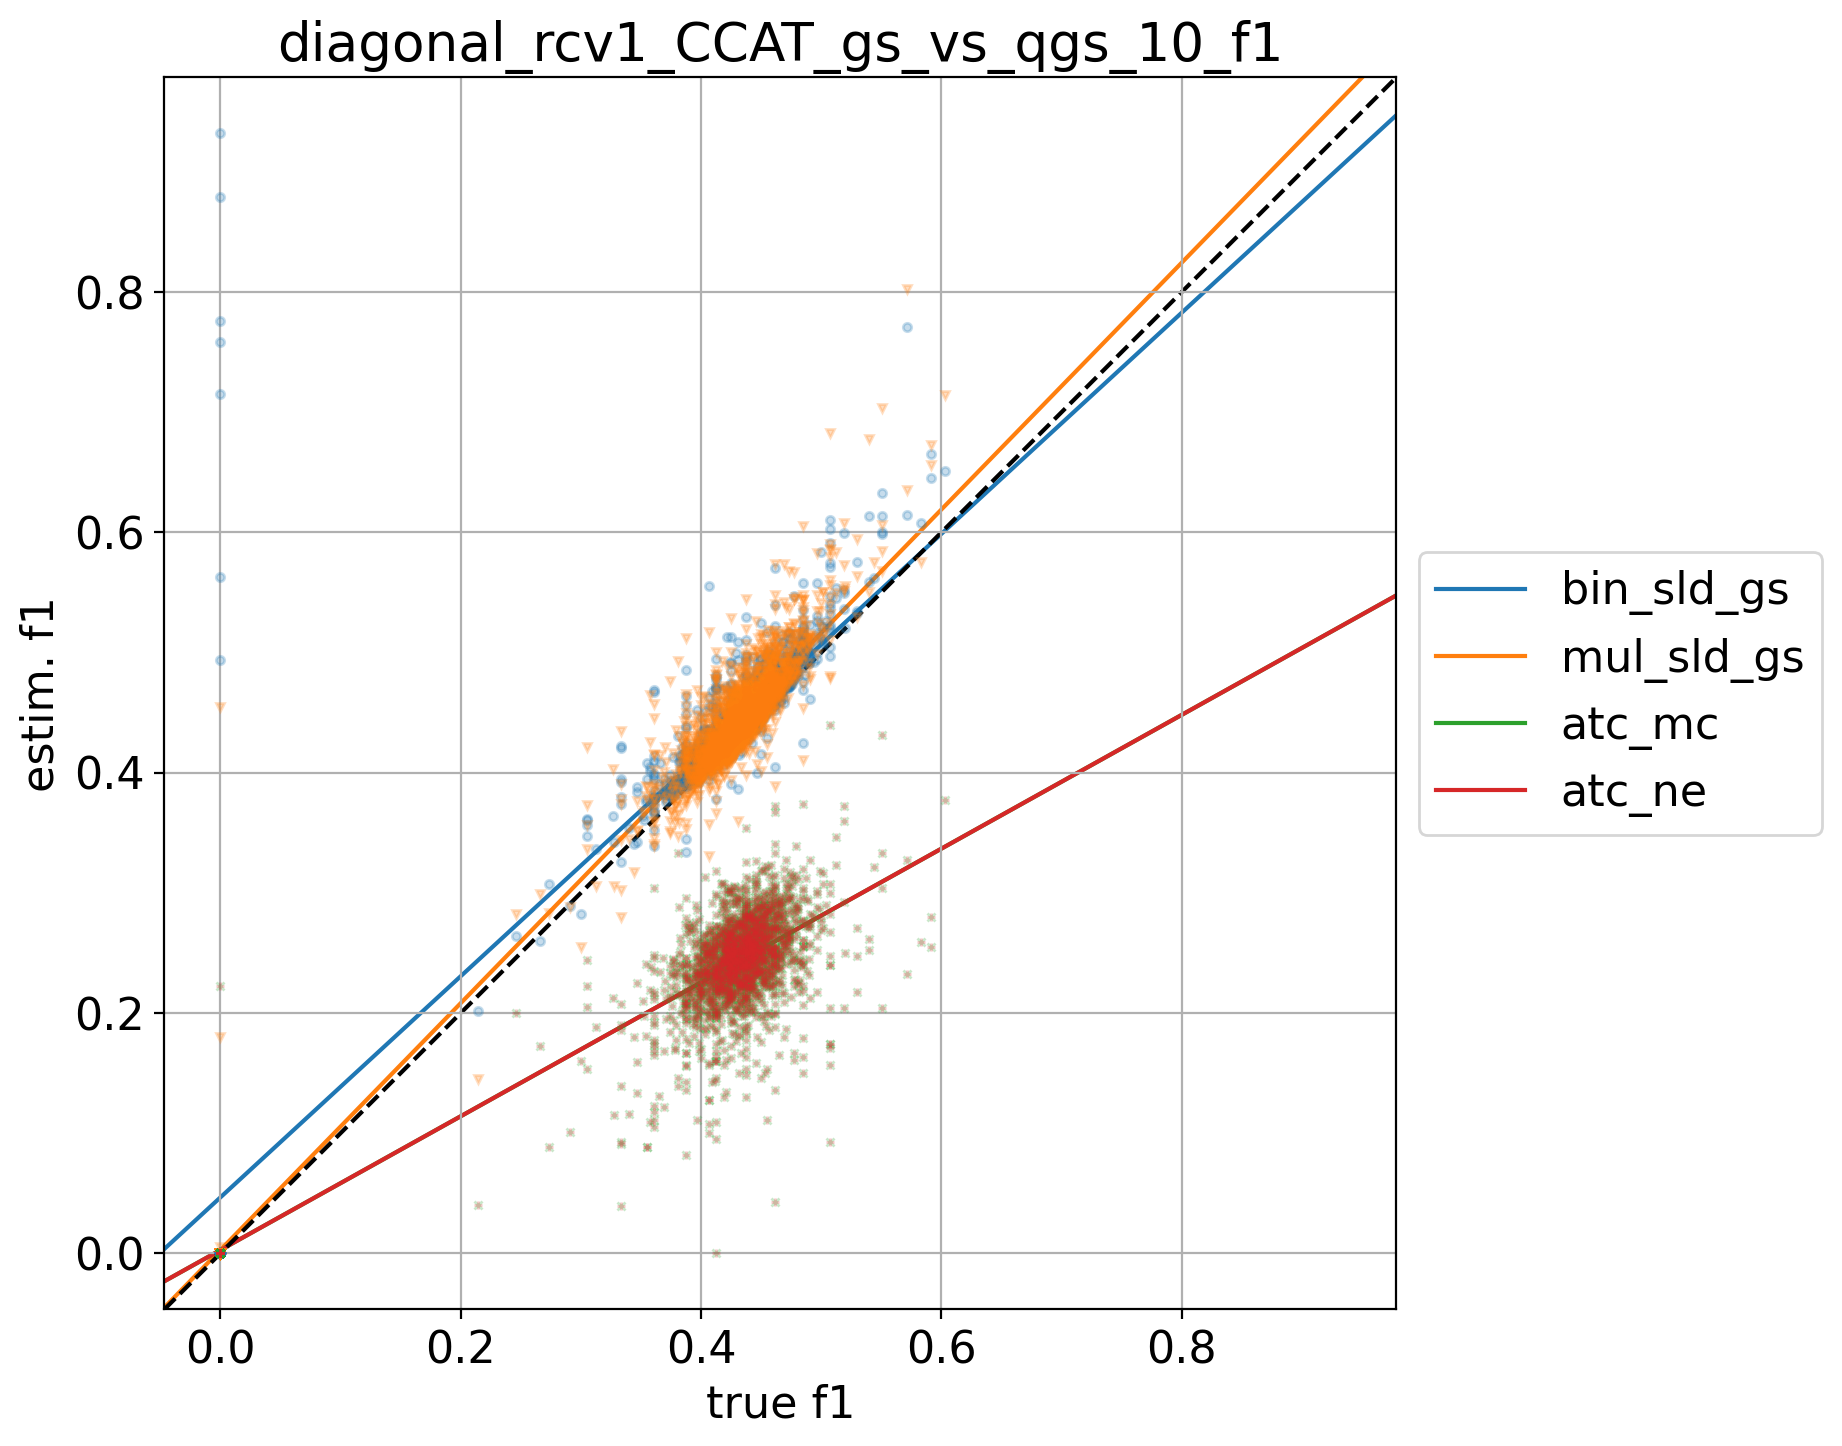 diagonal_rcv1_CCAT_gs_vs_qgs_10_f1
estim. f1
0.8
0.6
0.4
0.2
0.0
0.0 0.2 0.4 0.6 0.8
true f1
bin_sld_gs
mul_sld_gs
atc_mc
atc_ne